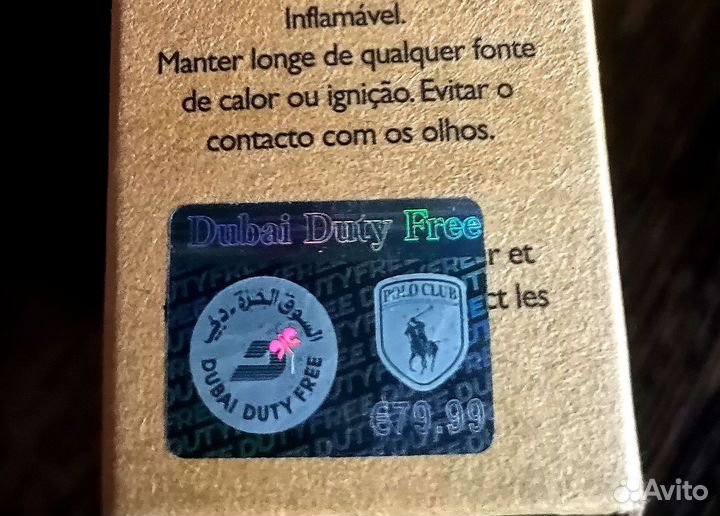 Inflamável.
Manter longe de qualquer fonte
de calor ou ignição. Evitar o
contacto com os olhos.
Dubai Duty Free
r et
ct les
السوق الحرة - دبي
DUBAI DUTY FREE
POLO CLUB
€79.99
Avito